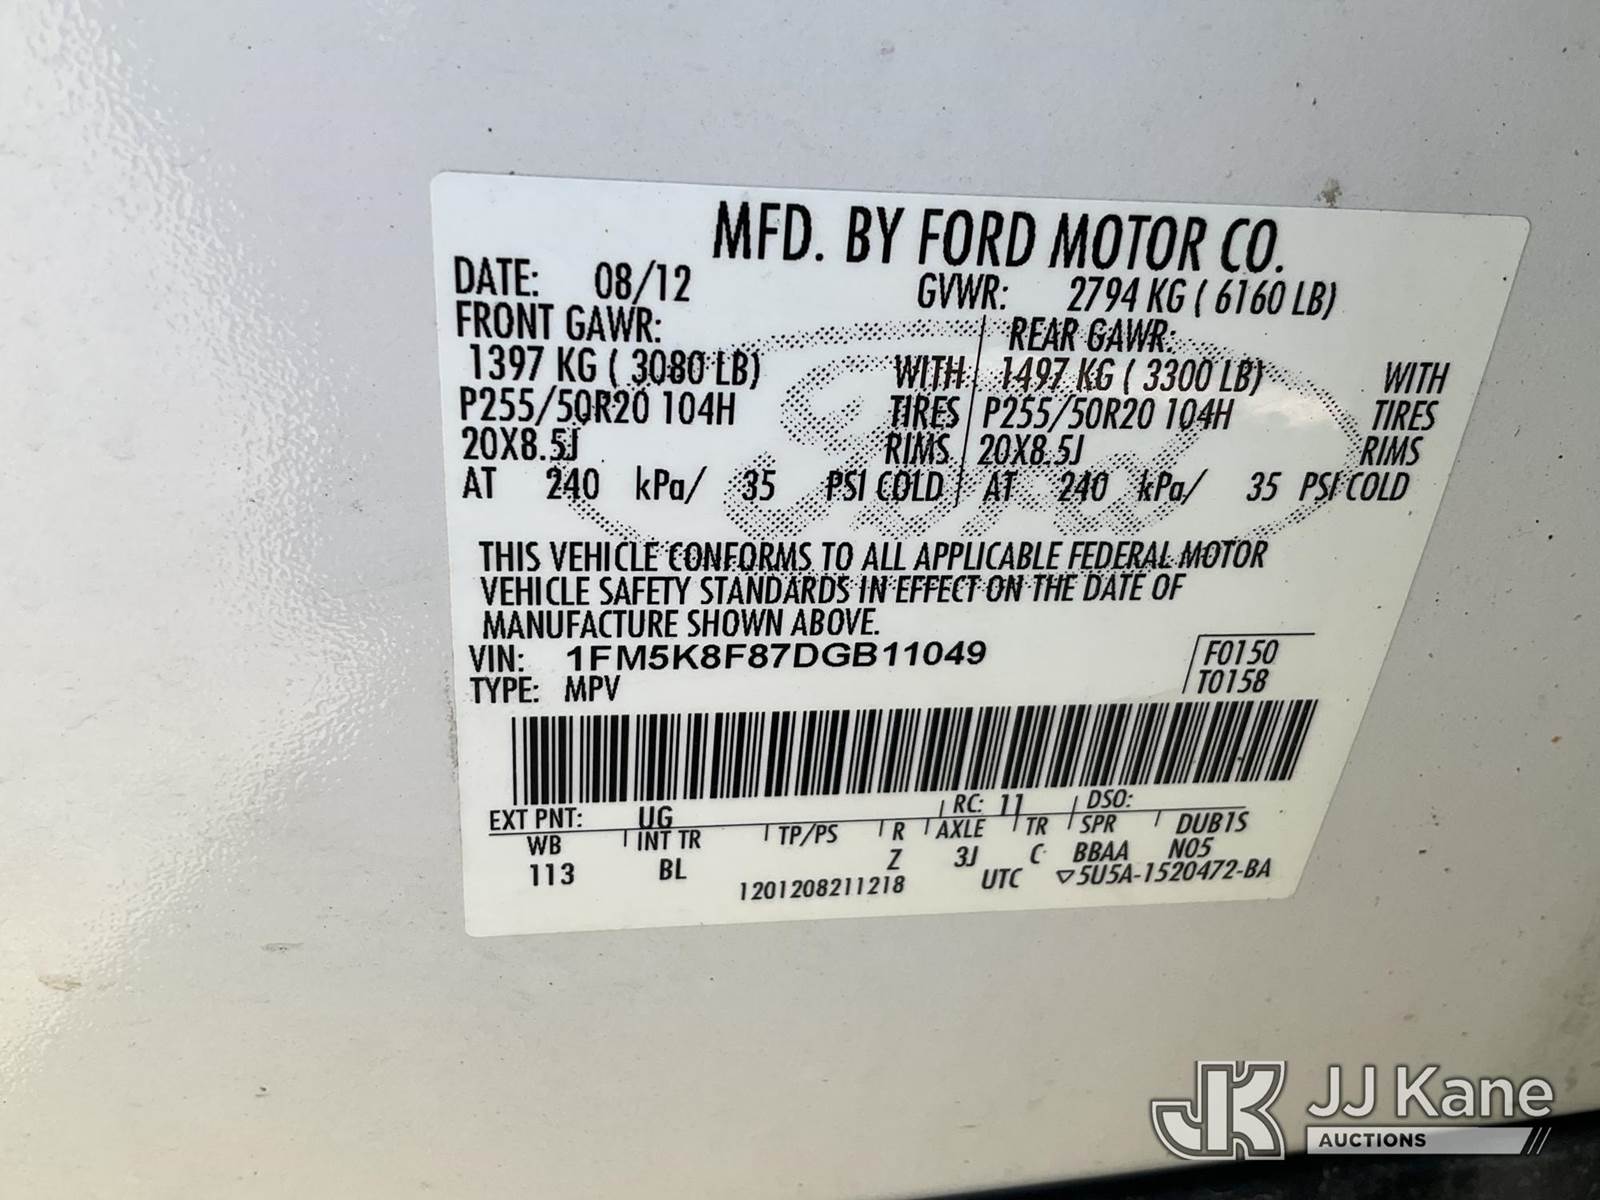 MFD. BY FORD MOTOR CO.
DATE: 08/12 GVWR: 2794 KG ( 6160 LB)
FRONT GAWR: REAR GAWR:
1397 KG ( 3080 LB) WITH 1497 KG ( 3300 LB) WITH
P255/50R20 104H TIRES P255/50R20 104H TIRES
20X8.5J RIMS 20X8.5J RIMS
AT 240 kPa/ 35 PSI COLD AT 240 kPa/ 35 PSI COLD
Ford
THIS VEHICLE CONFORMS TO ALL APPLICABLE FEDERAL MOTOR
VEHICLE SAFETY STANDARDS IN EFFECT ON THE DATE OF
MANUFACTURE SHOWN ABOVE.
VIN: 1FM5K8F87DGB11049 F0150
TYPE: MPV T0158
EXT PNT: UG RC: 11 DSO:
WB INT TR TP/PS R AXLE TR SPR DUB1S
113 BL Z 3J C BBAA N05
1201208211218 UTC ▽5U5A-1520472-BA
JK JJ Kane
AUCTIONS